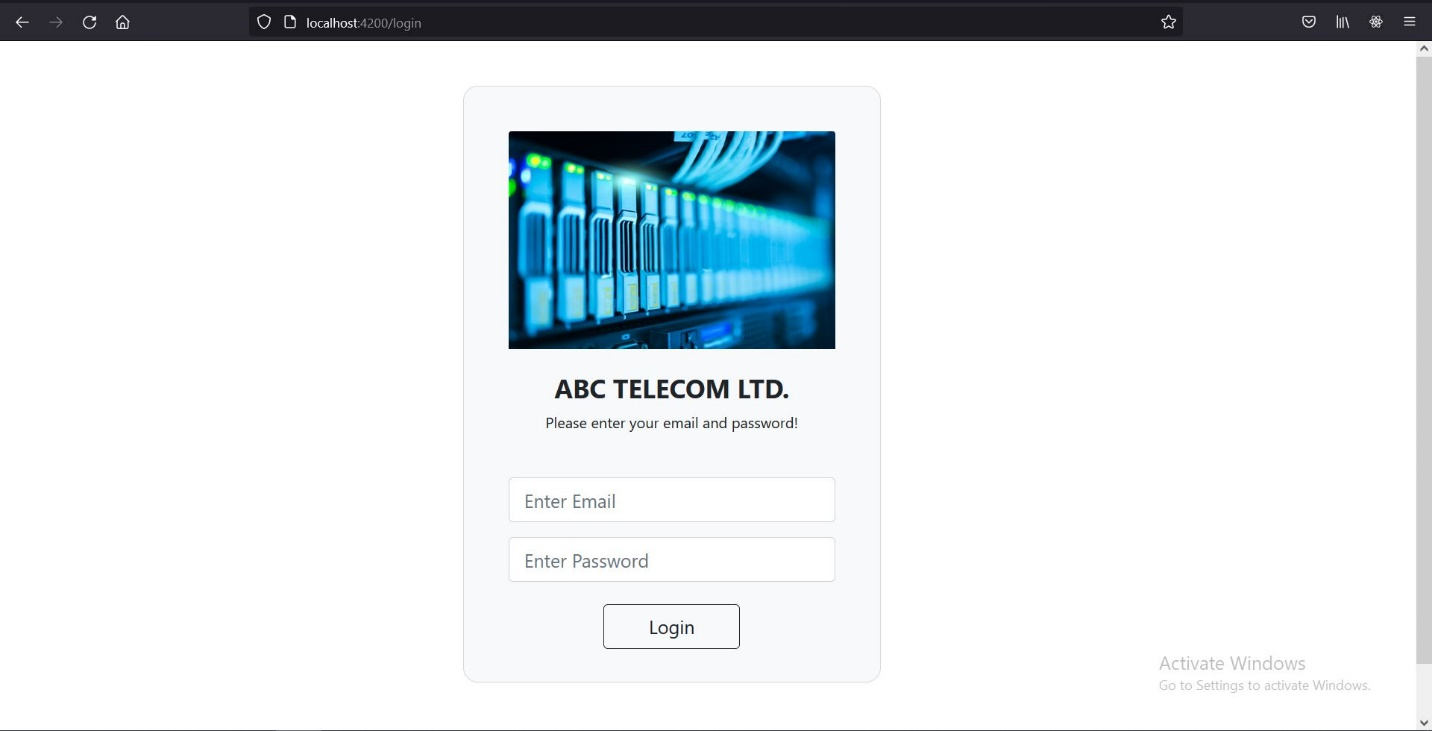 localhost:4200/login
ABC TELECOM LTD.
Please enter your email and password!
Enter Email
Enter Password
Login
Activate Windows
Go to Settings to activate Windows.